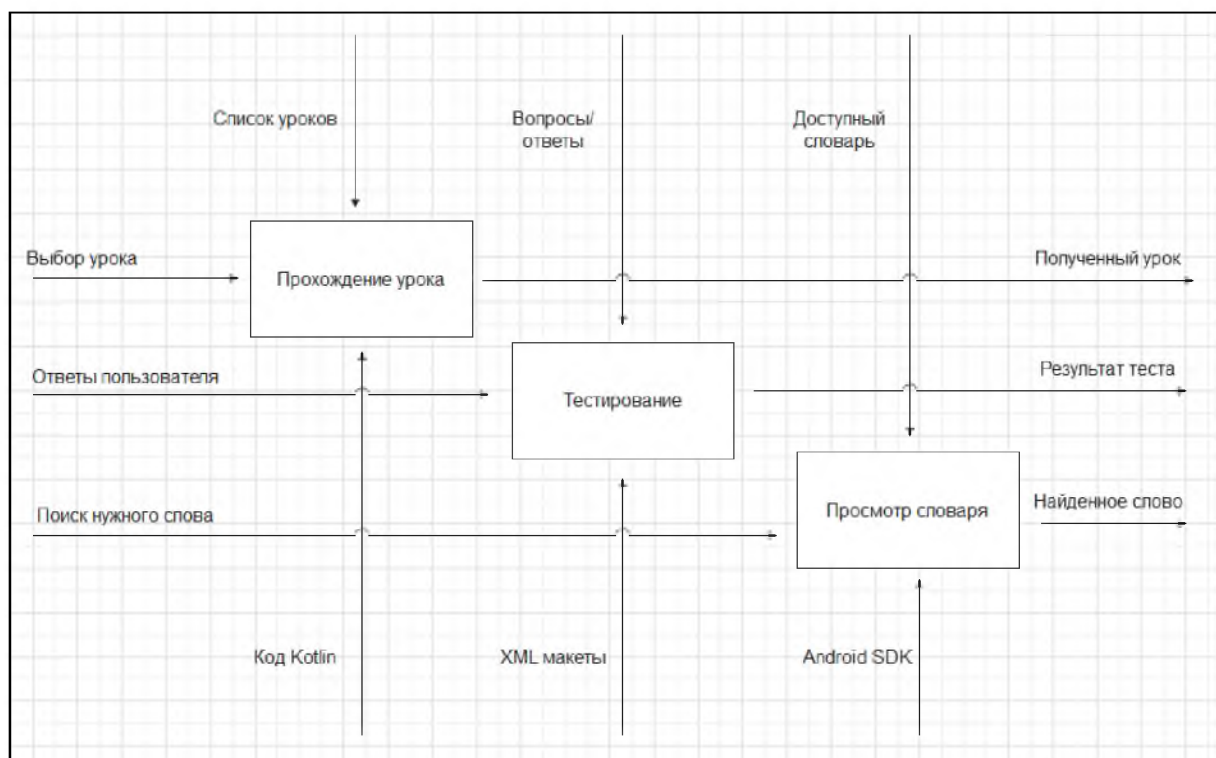 Список уроков
Вопросы/
ответы
Доступный
словарь
Выбор урока
Прохождение урока
Полученный урок
Ответы пользователя
Тестирование
Результат теста
Поиск нужного слова
Просмотр словаря
Найденное слово
Код Kotlin
XML макеты
Android SDK